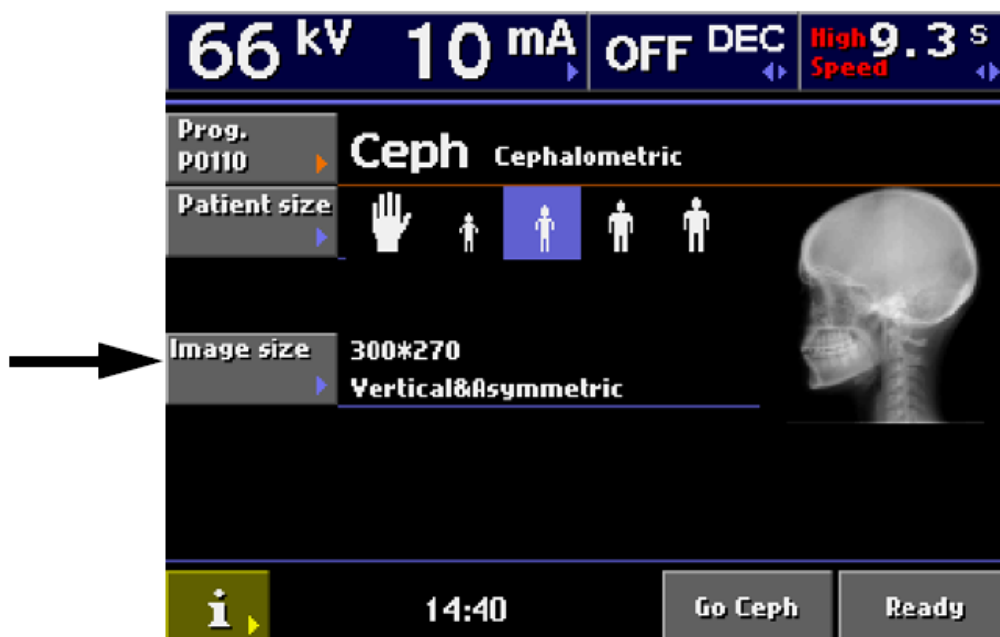 66 kV 10 mA OFF DEC High Speed 9.3 s
Prog.
P0110
Ceph Cephalometric
Patient size
Image size
300*270
Vertical&Asymmetric
i 14:40 Go Ceph Ready